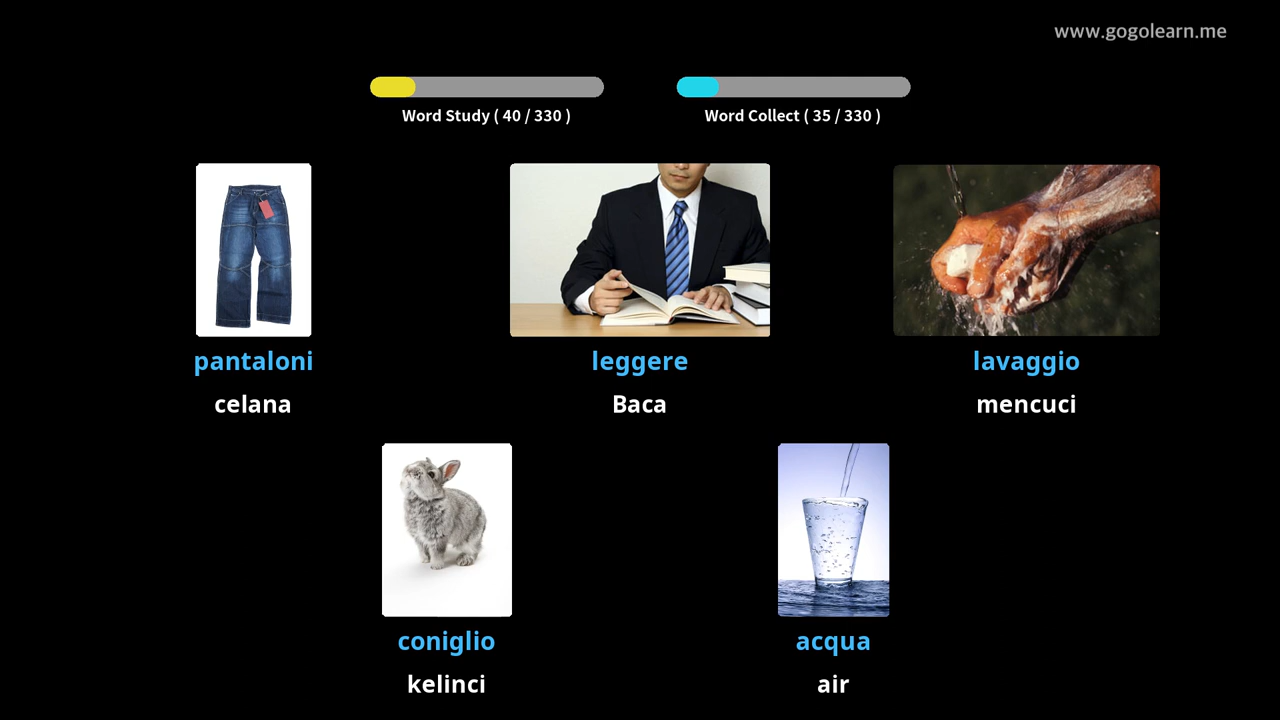 www.gogolearn.me
Word Study ( 40 / 330 )
Word Collect ( 35 / 330 )
pantaloni
celana
leggere
Baca
lavaggio
mencuci
coniglio
kelinci
acqua
air